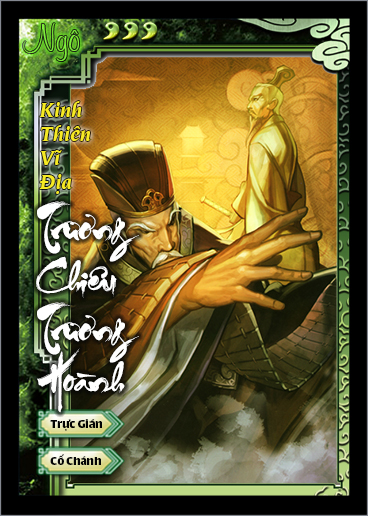 Ngô
Kinh
Thiên
Vĩ
Địa
Trương
Chiêu
Trương
Hoành
Trực Gián
Cố Chánh